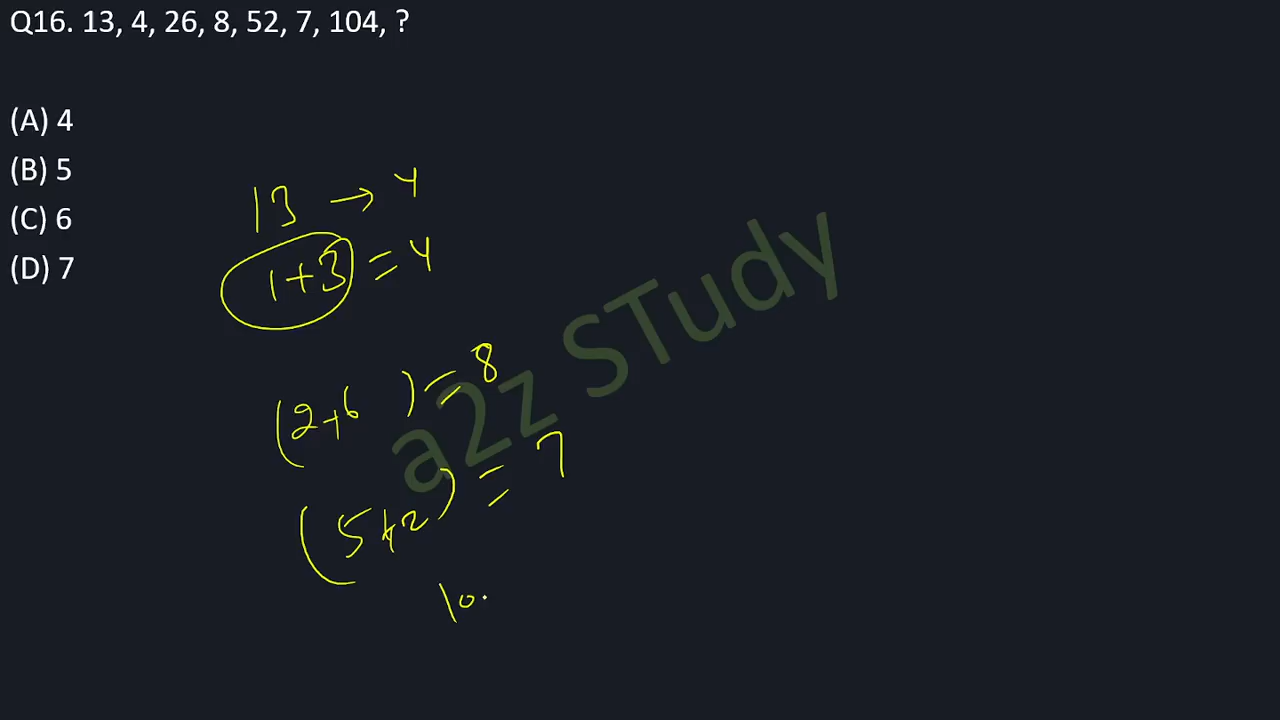 Q16. 13, 4, 26, 8, 52, 7, 104, ?
(A) 4
(B) 5
(C) 6
(D) 7
13 → 4
1+3 = 4
(2+6) = 8
(5+2) = 7
10
a2z STudy